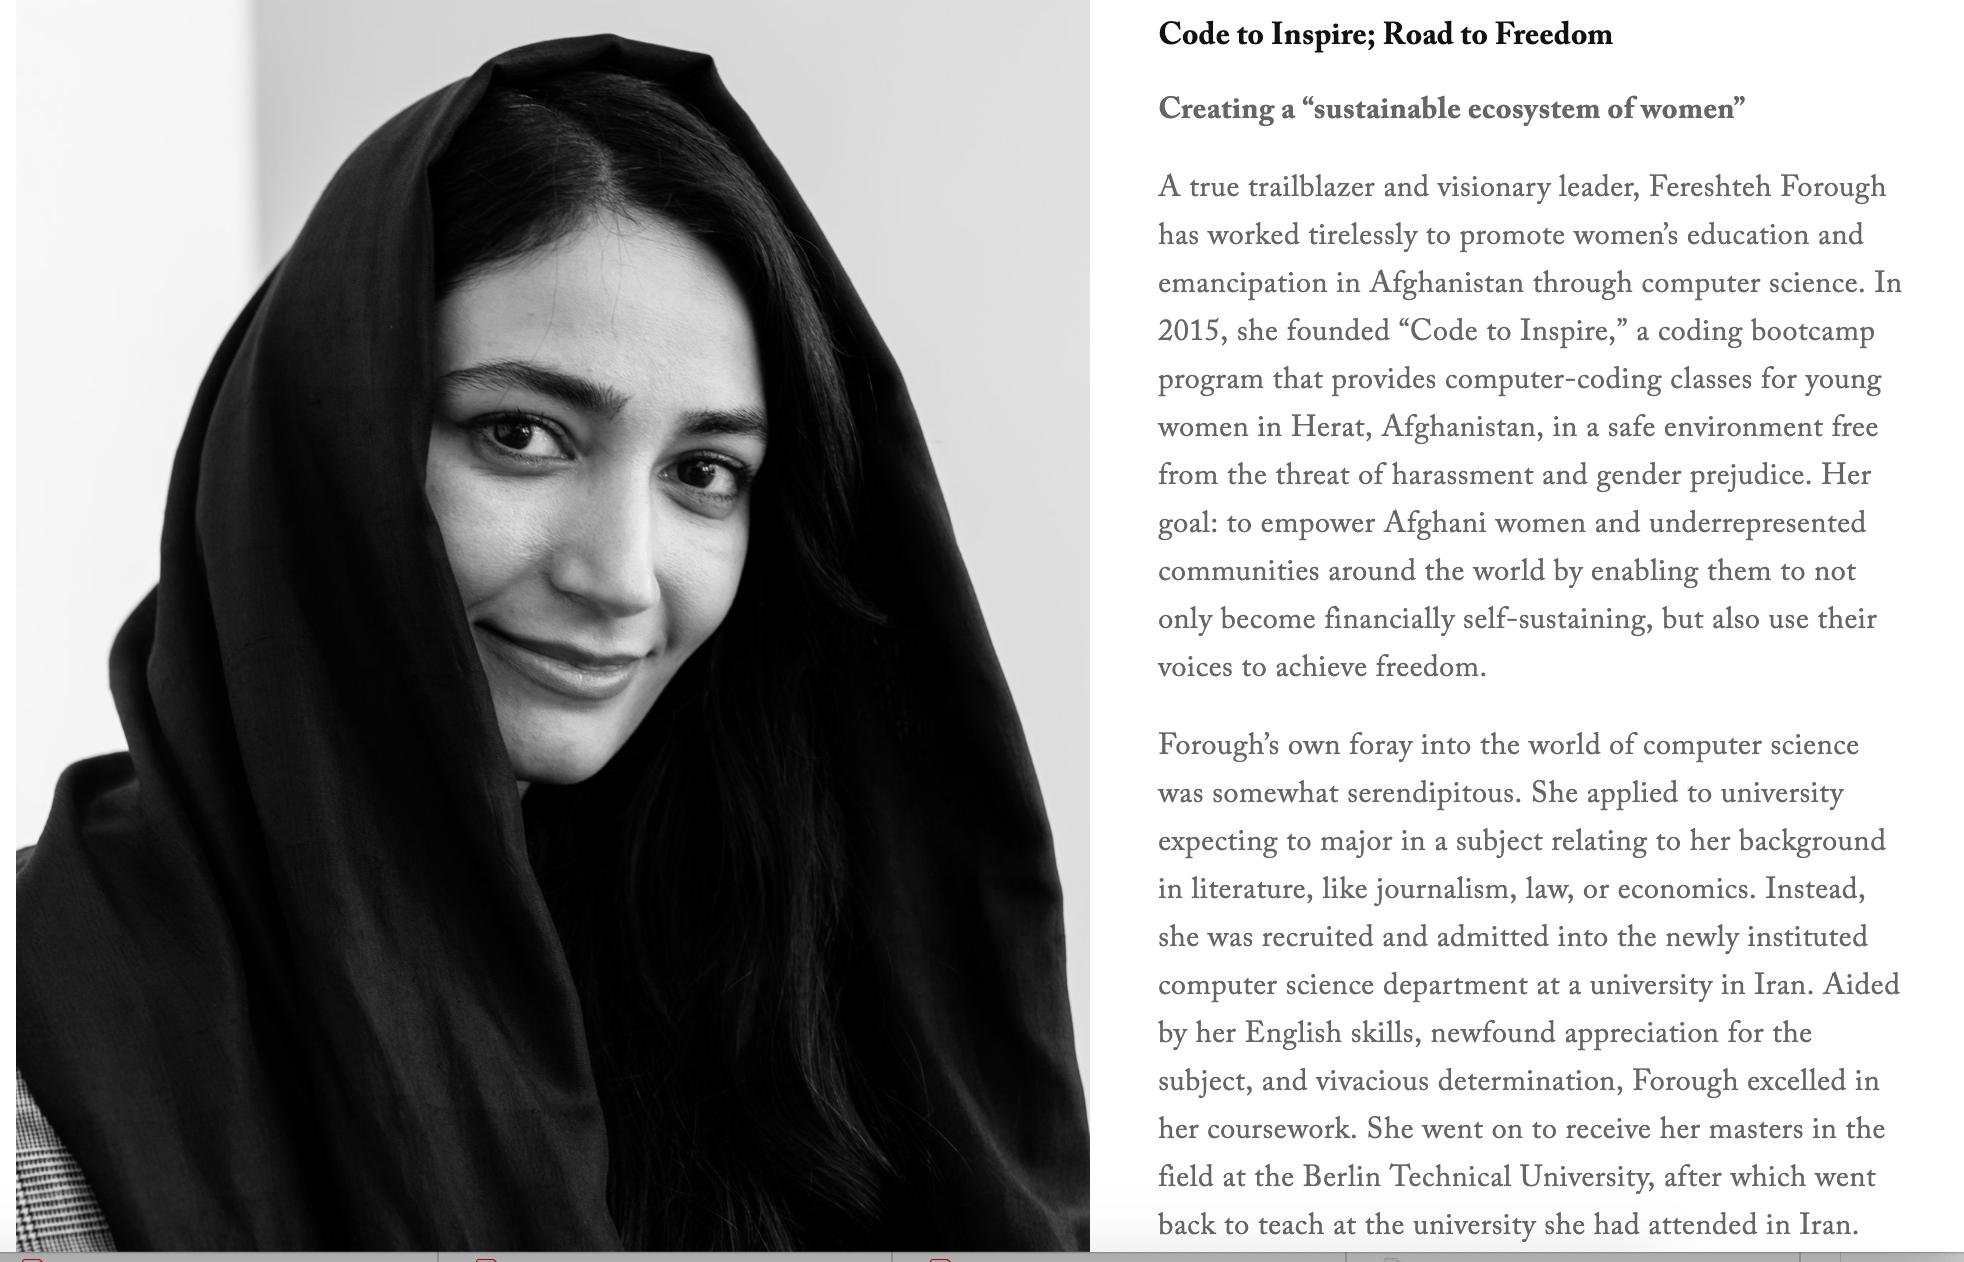 Code to Inspire; Road to Freedom
Creating a “sustainable ecosystem of women”
A true trailblazer and visionary leader, Fereshteh Forough
has worked tirelessly to promote women’s education and
emancipation in Afghanistan through computer science. In
2015, she founded “Code to Inspire,” a coding bootcamp
program that provides computer-coding classes for young
women in Herat, Afghanistan, in a safe environment free
from the threat of harassment and gender prejudice. Her
goal: to empower Afghani women and underrepresented
communities around the world by enabling them to not
only become financially self-sustaining, but also use their
voices to achieve freedom.
Forough’s own foray into the world of computer science
was somewhat serendipitous. She applied to university
expecting to major in a subject relating to her background
in literature, like journalism, law, or economics. Instead,
she was recruited and admitted into the newly instituted
computer science department at a university in Iran. Aided
by her English skills, newfound appreciation for the
subject, and vivacious determination, Forough excelled in
her coursework. She went on to receive her masters in the
field at the Berlin Technical University, after which went
back to teach at the university she had attended in Iran.